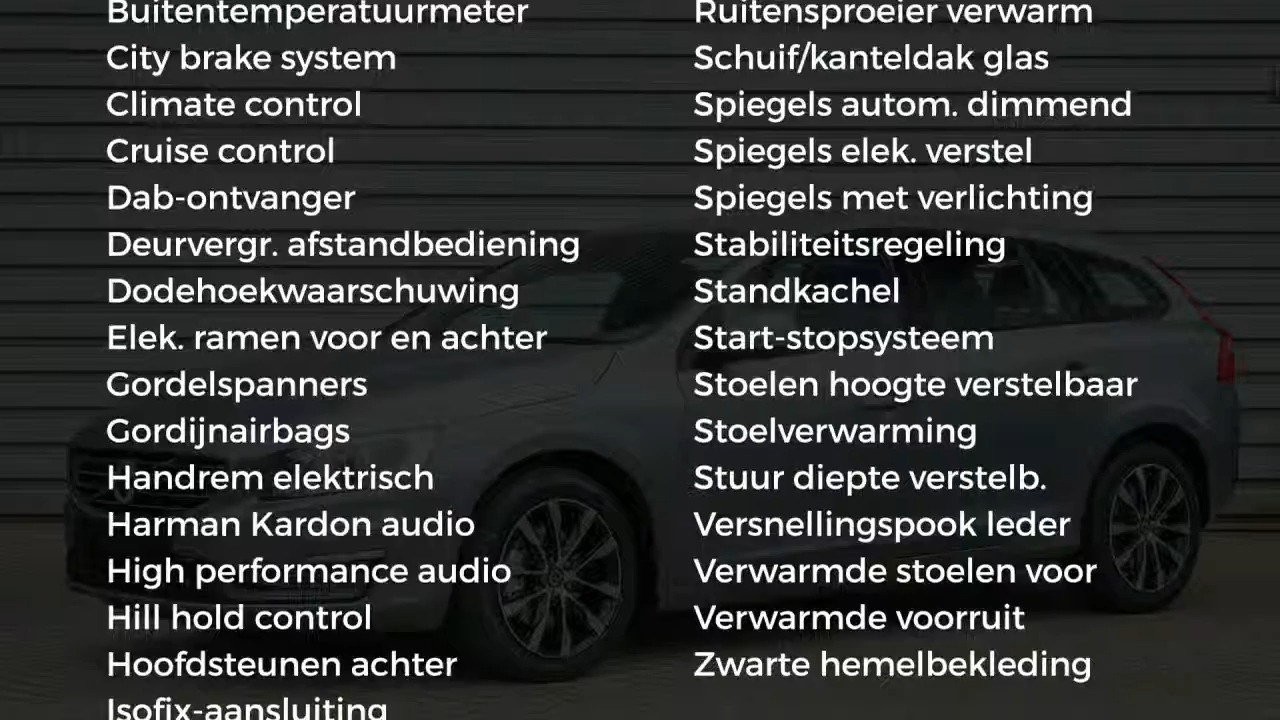 Buitentemperatuurmeter
City brake system
Climate control
Cruise control
Dab-ontvanger
Deurvergr. afstandbediening
Dodehoekwaarschuwing
Elek. ramen voor en achter
Gordelspanners
Gordijnairbags
Handrem elektrisch
Harman Kardon audio
High performance audio
Hill hold control
Hoofdsteunen achter
Isofix-aansluiting
Ruitensproeier verwarm
Schuif/kanteldak glas
Spiegels autom. dimmend
Spiegels elek. verstel
Spiegels met verlichting
Stabiliteitsregeling
Standkachel
Start-stopsysteem
Stoelen hoogte verstelbaar
Stoelverwarming
Stuur diepte verstelb.
Versnellingspook leder
Verwarmde stoelen voor
Verwarmde voorruit
Zwarte hemelbekleding